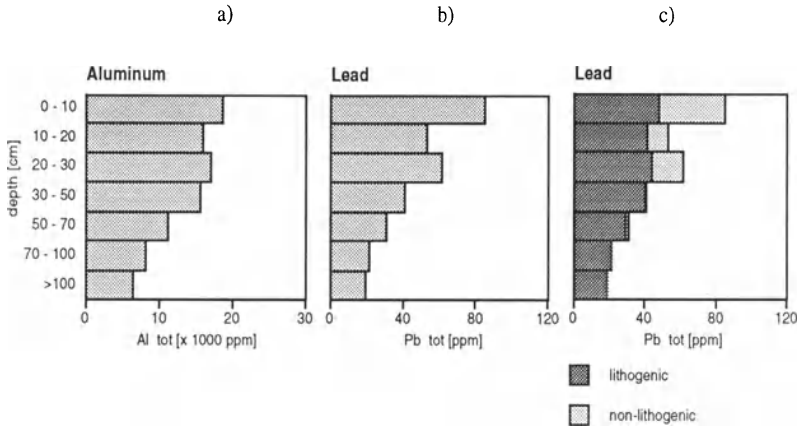 a) b) c)
Aluminum Lead Lead
depth [cm]
0 - 10
10 - 20
20 - 30
30 - 50
50 - 70
70 - 100
>100
0 10 20 30 0 40 80 120 0 40 80 120
Al tot [x 1000 ppm] Pb tot [ppm] Pb tot [ppm]
lithogenic
non-lithogenic